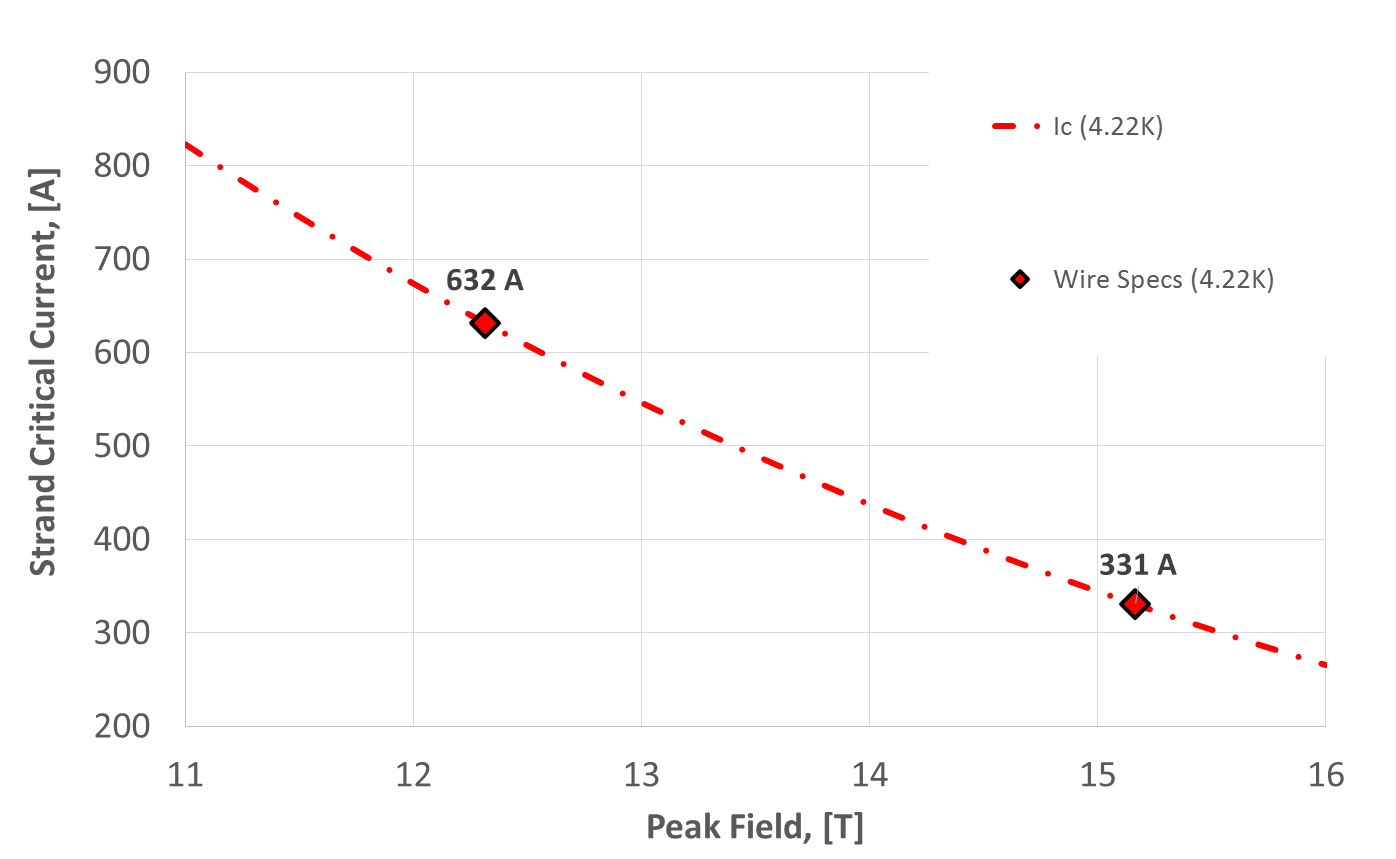 900
800
700
600
500
400
300
200
Strand Critical Current, [A]
632 A
331 A
Ic (4.22K)
Wire Specs (4.22K)
11 12 13 14 15 16
Peak Field, [T]